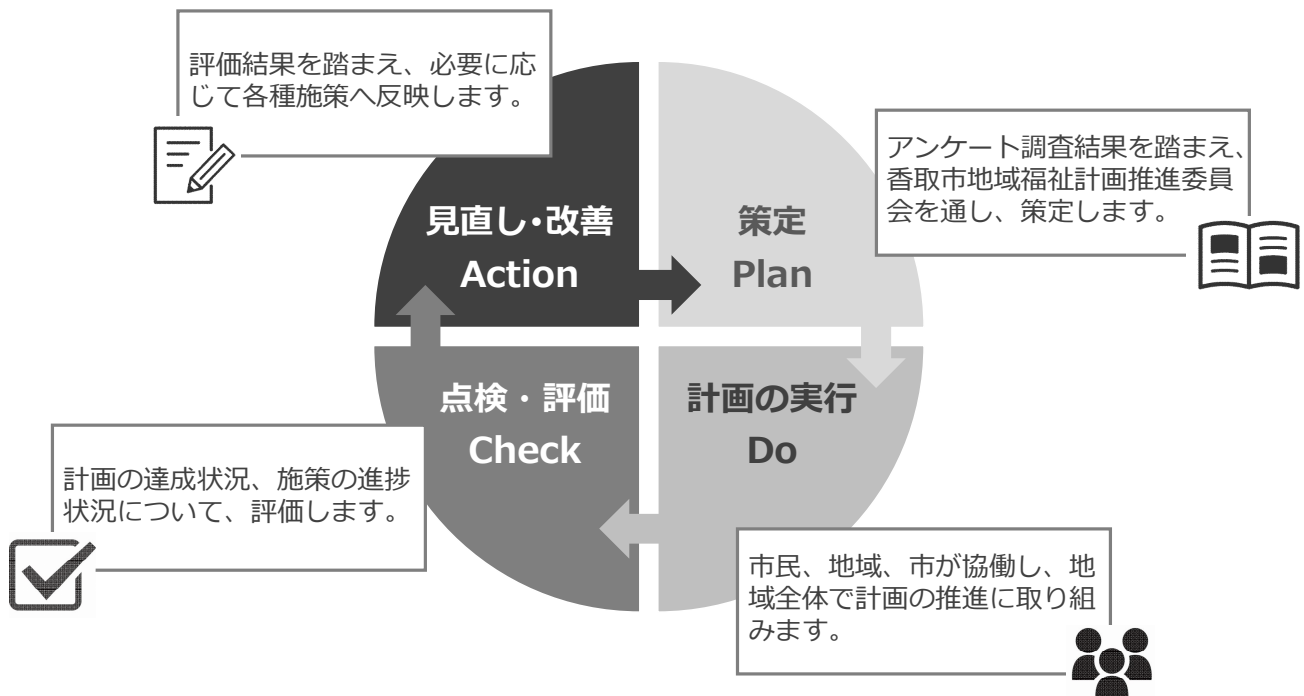 評価結果を踏まえ、必要に応
じて各種施策へ反映します。
アンケート調査結果を踏まえ、
香取市地域福祉計画推進委員
会を通し、策定します。
見直し・改善
Action
策定
Plan
点検・評価
Check
計画の実行
Do
計画の達成状況、施策の進捗
状況について、評価します。
市民、地域、市が協働し、地
域全体で計画の推進に取り組
みます。